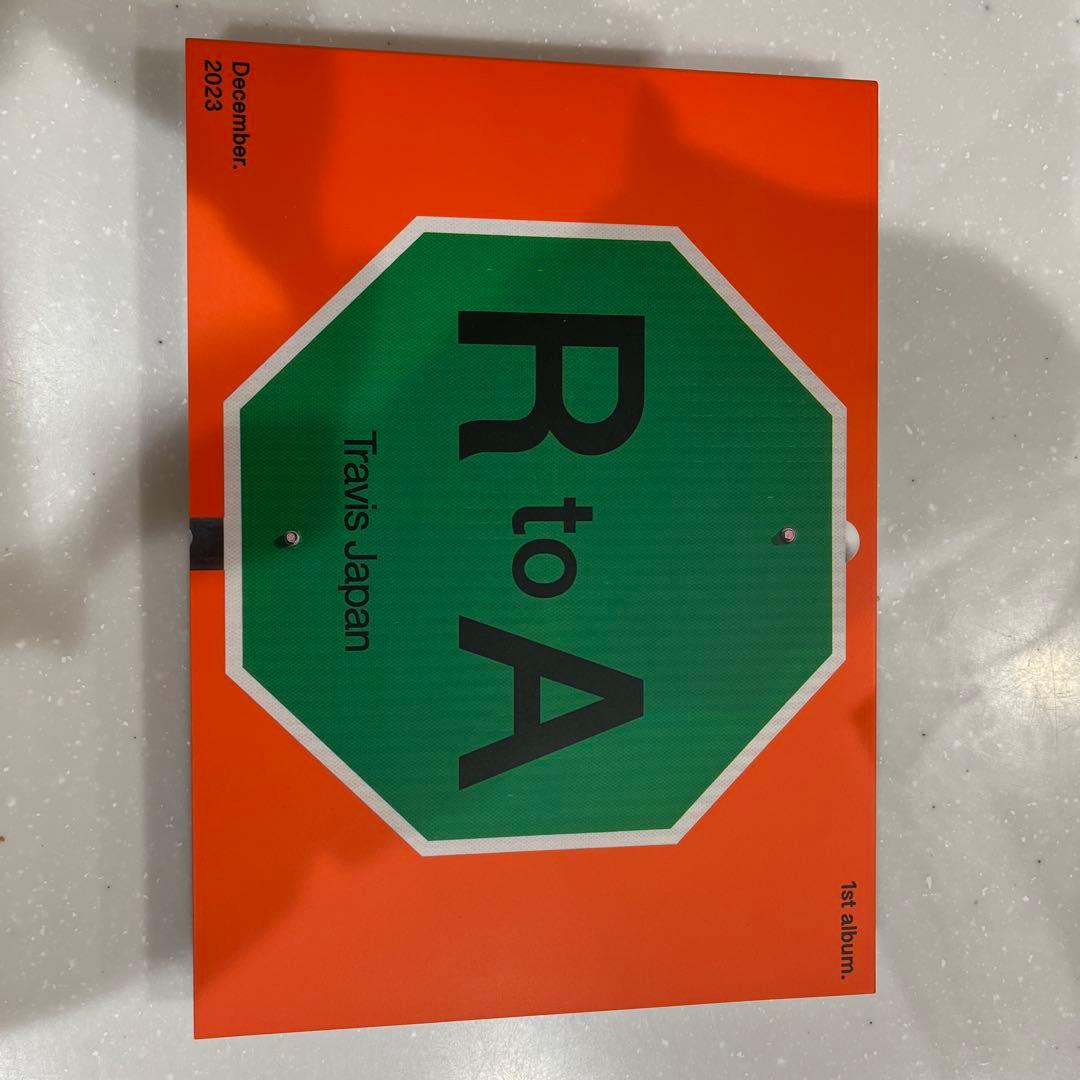 1st album.
R to A
Travis Japan
December.
2023